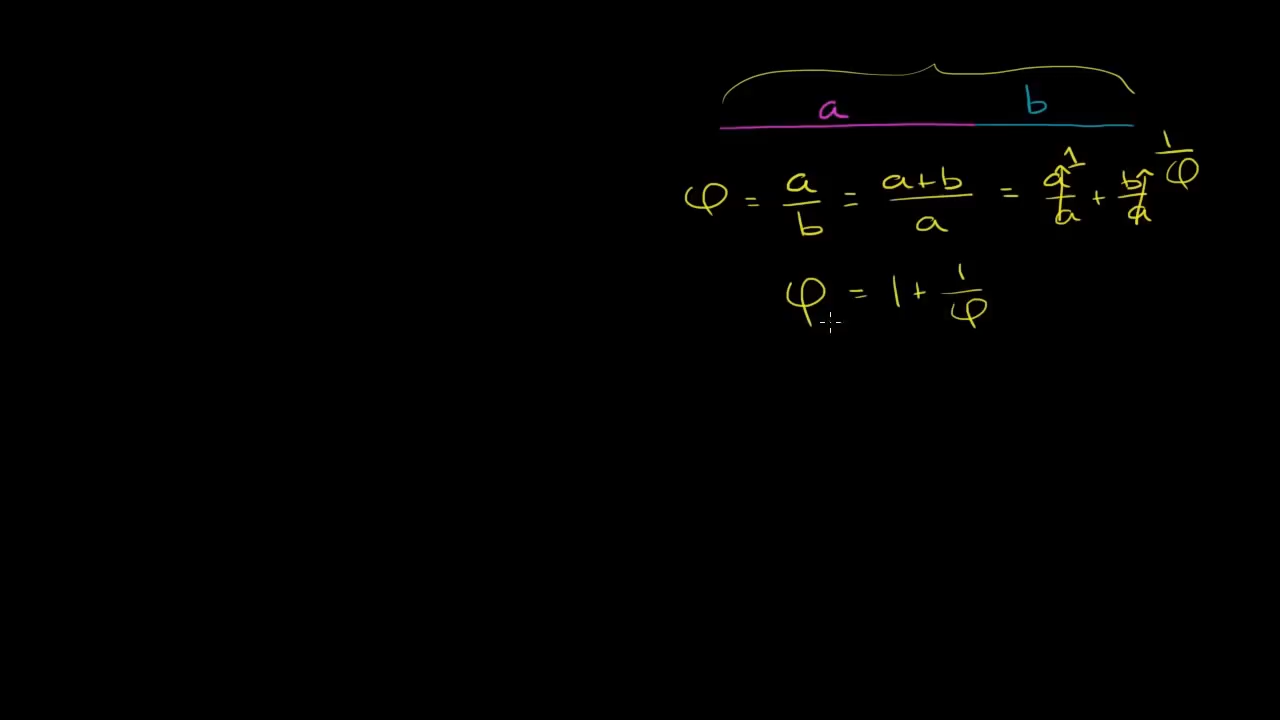 a b
φ = a/b = (a+b)/a = a/a 1 + b/a 1/φ
φ = 1 + 1/φ